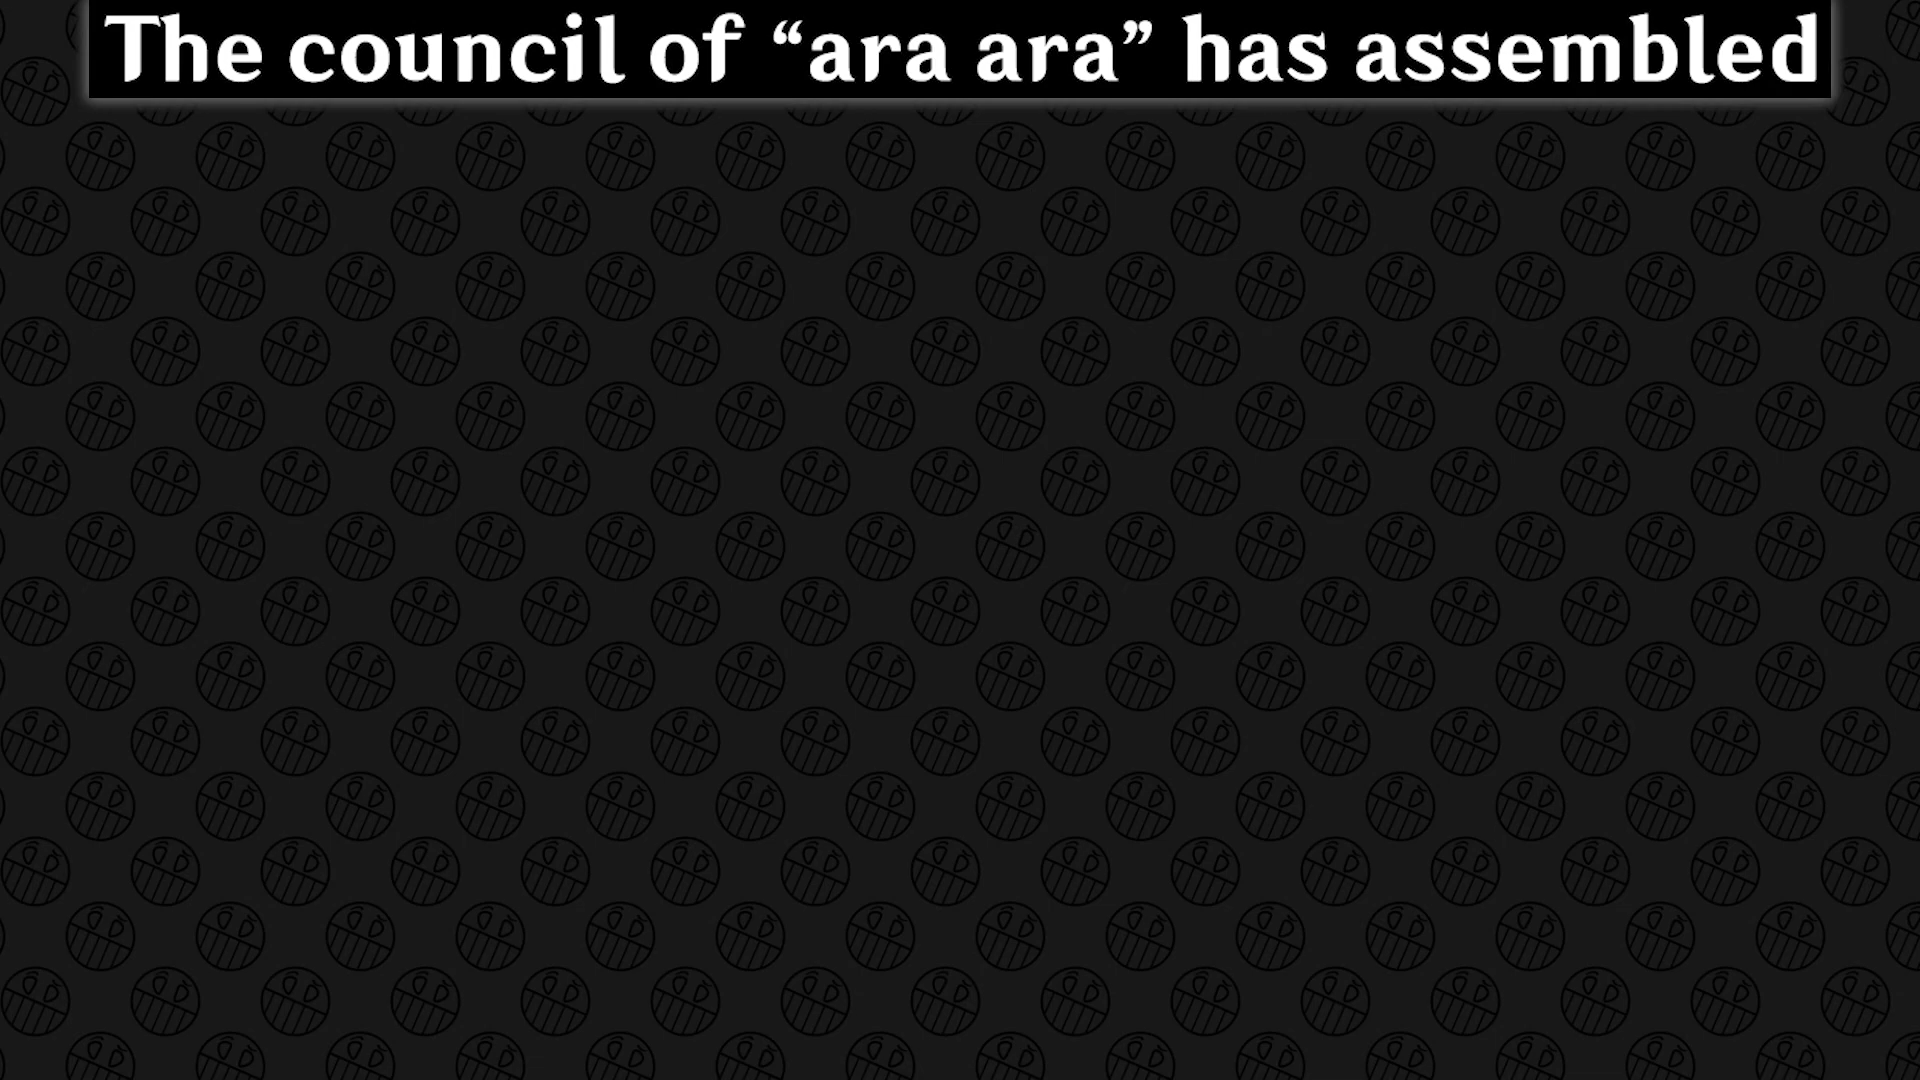 The council of “ara ara” has assembled